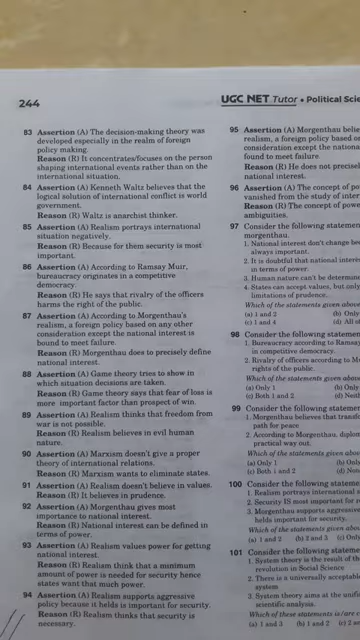 244
UGC NET Tutor • Political Scie
83 Assertion (A) The decision-making theory was
developed especially in the realm of foreign
policy making.
Reason (R) It concentrates/focuses on the person
shaping international events rather than on the
international situation.
84 Assertion (A) Kenneth Waltz believes that the
logical solution of international conflict is world
government.
Reason (R) Waltz is anarchist thinker.
85 Assertion (A) Realism portrays international
situation negatively.
Reason (R) Because for them security is most
important.
86 Assertion (A) According to Ramsay Muir,
bureaucracy originates in a competitive
democracy.
Reason (R) He says that rivalry of the officers
harms the right of the public.
87 Assertion (A) According to Morgenthau's
realism, a foreign policy based on any other
consideration except the national interest is
bound to meet failure.
Reason (R) Morgenthau does to precisely define
national interest.
88 Assertion (A) Game theory tries to show in
which situation decisions are taken.
Reason (R) Game theory says that fear of loss is
more important factor than prospect of win.
89 Assertion (A) Realism thinks that freedom from
war is not possible.
Reason (R) Realism believes in evil human
nature.
90 Assertion (A) Marxism doesn't give a proper
theory of international relations.
Reason (R) Marxism wants to eliminate states.
91 Assertion (A) Realism doesn't believe in values.
Reason (R) It believes in prudence.
92 Assertion (A) Morgenthau gives most
importance to national interest.
Reason (R) National interest can be defined in
terms of power.
93 Assertion (A) Realism values power for getting
national interest.
Reason (R) Realism think that a minimum
amount of power is needed for security hence
states want that much power.
94 Assertion (A) Realism supports aggressive
policy because it helds is important for security.
Reason (R) Realism thinks that security is
necessary.
95 Assertion (A) Morgenthau belie
realism, a foreign policy based on
consideration except the nationa
found to meet failure.
Reason (R) He does not precisel
national interest.
96 Assertion (A) The concept of po
vanished from the study of inter
Reason (R) The concept of powe
ambiguities.
97 Consider the following statemen
morgenthau.
1. National interest don't change bec
always important.
2. It is doubtful that national interes
in terms of power.
3. Human nature can't be determine
4. States can accept values, but only
limitations of prudence.
Which of the statements given above
(a) 1 and 2 (b) Only
(c) 1 and 4 (d) All st
98 Consider the following statemen
1. Bureaucracy according to Ramsay
in competitive democracy.
2. Rivalry of officers according to M
rights of the public.
Which of the statements given above
(a) Only 1 (b) Only
(c) Both 1 and 2 (d) Neith
99 Consider the following statemen
1. Morgenthau believes that transfo
path for peace
2. According to Morgenthau, diplom
practical way out.
Which of the statements given above
(a) Only 1 (b) Only
(c) Both 1 and 2 (d) Non
100 Consider the following stateme
1. Realism portrays international s
2. Security IS most important for r
3. Morgenthau supports aggressive
helds important for security.
Which of the statements given above
(a) 1 and 2 (b) 2 and 3 (c) Only
101 Consider the following stateme
1. System theory is the result of th
revolution in Social Science
2. There is a universally acceptable
system
3. System theory aims at the unifi
scientific analysis.
Which of these statements is/are c
(a) 1 and 3 (b) 1 and 2 (c) 2 an